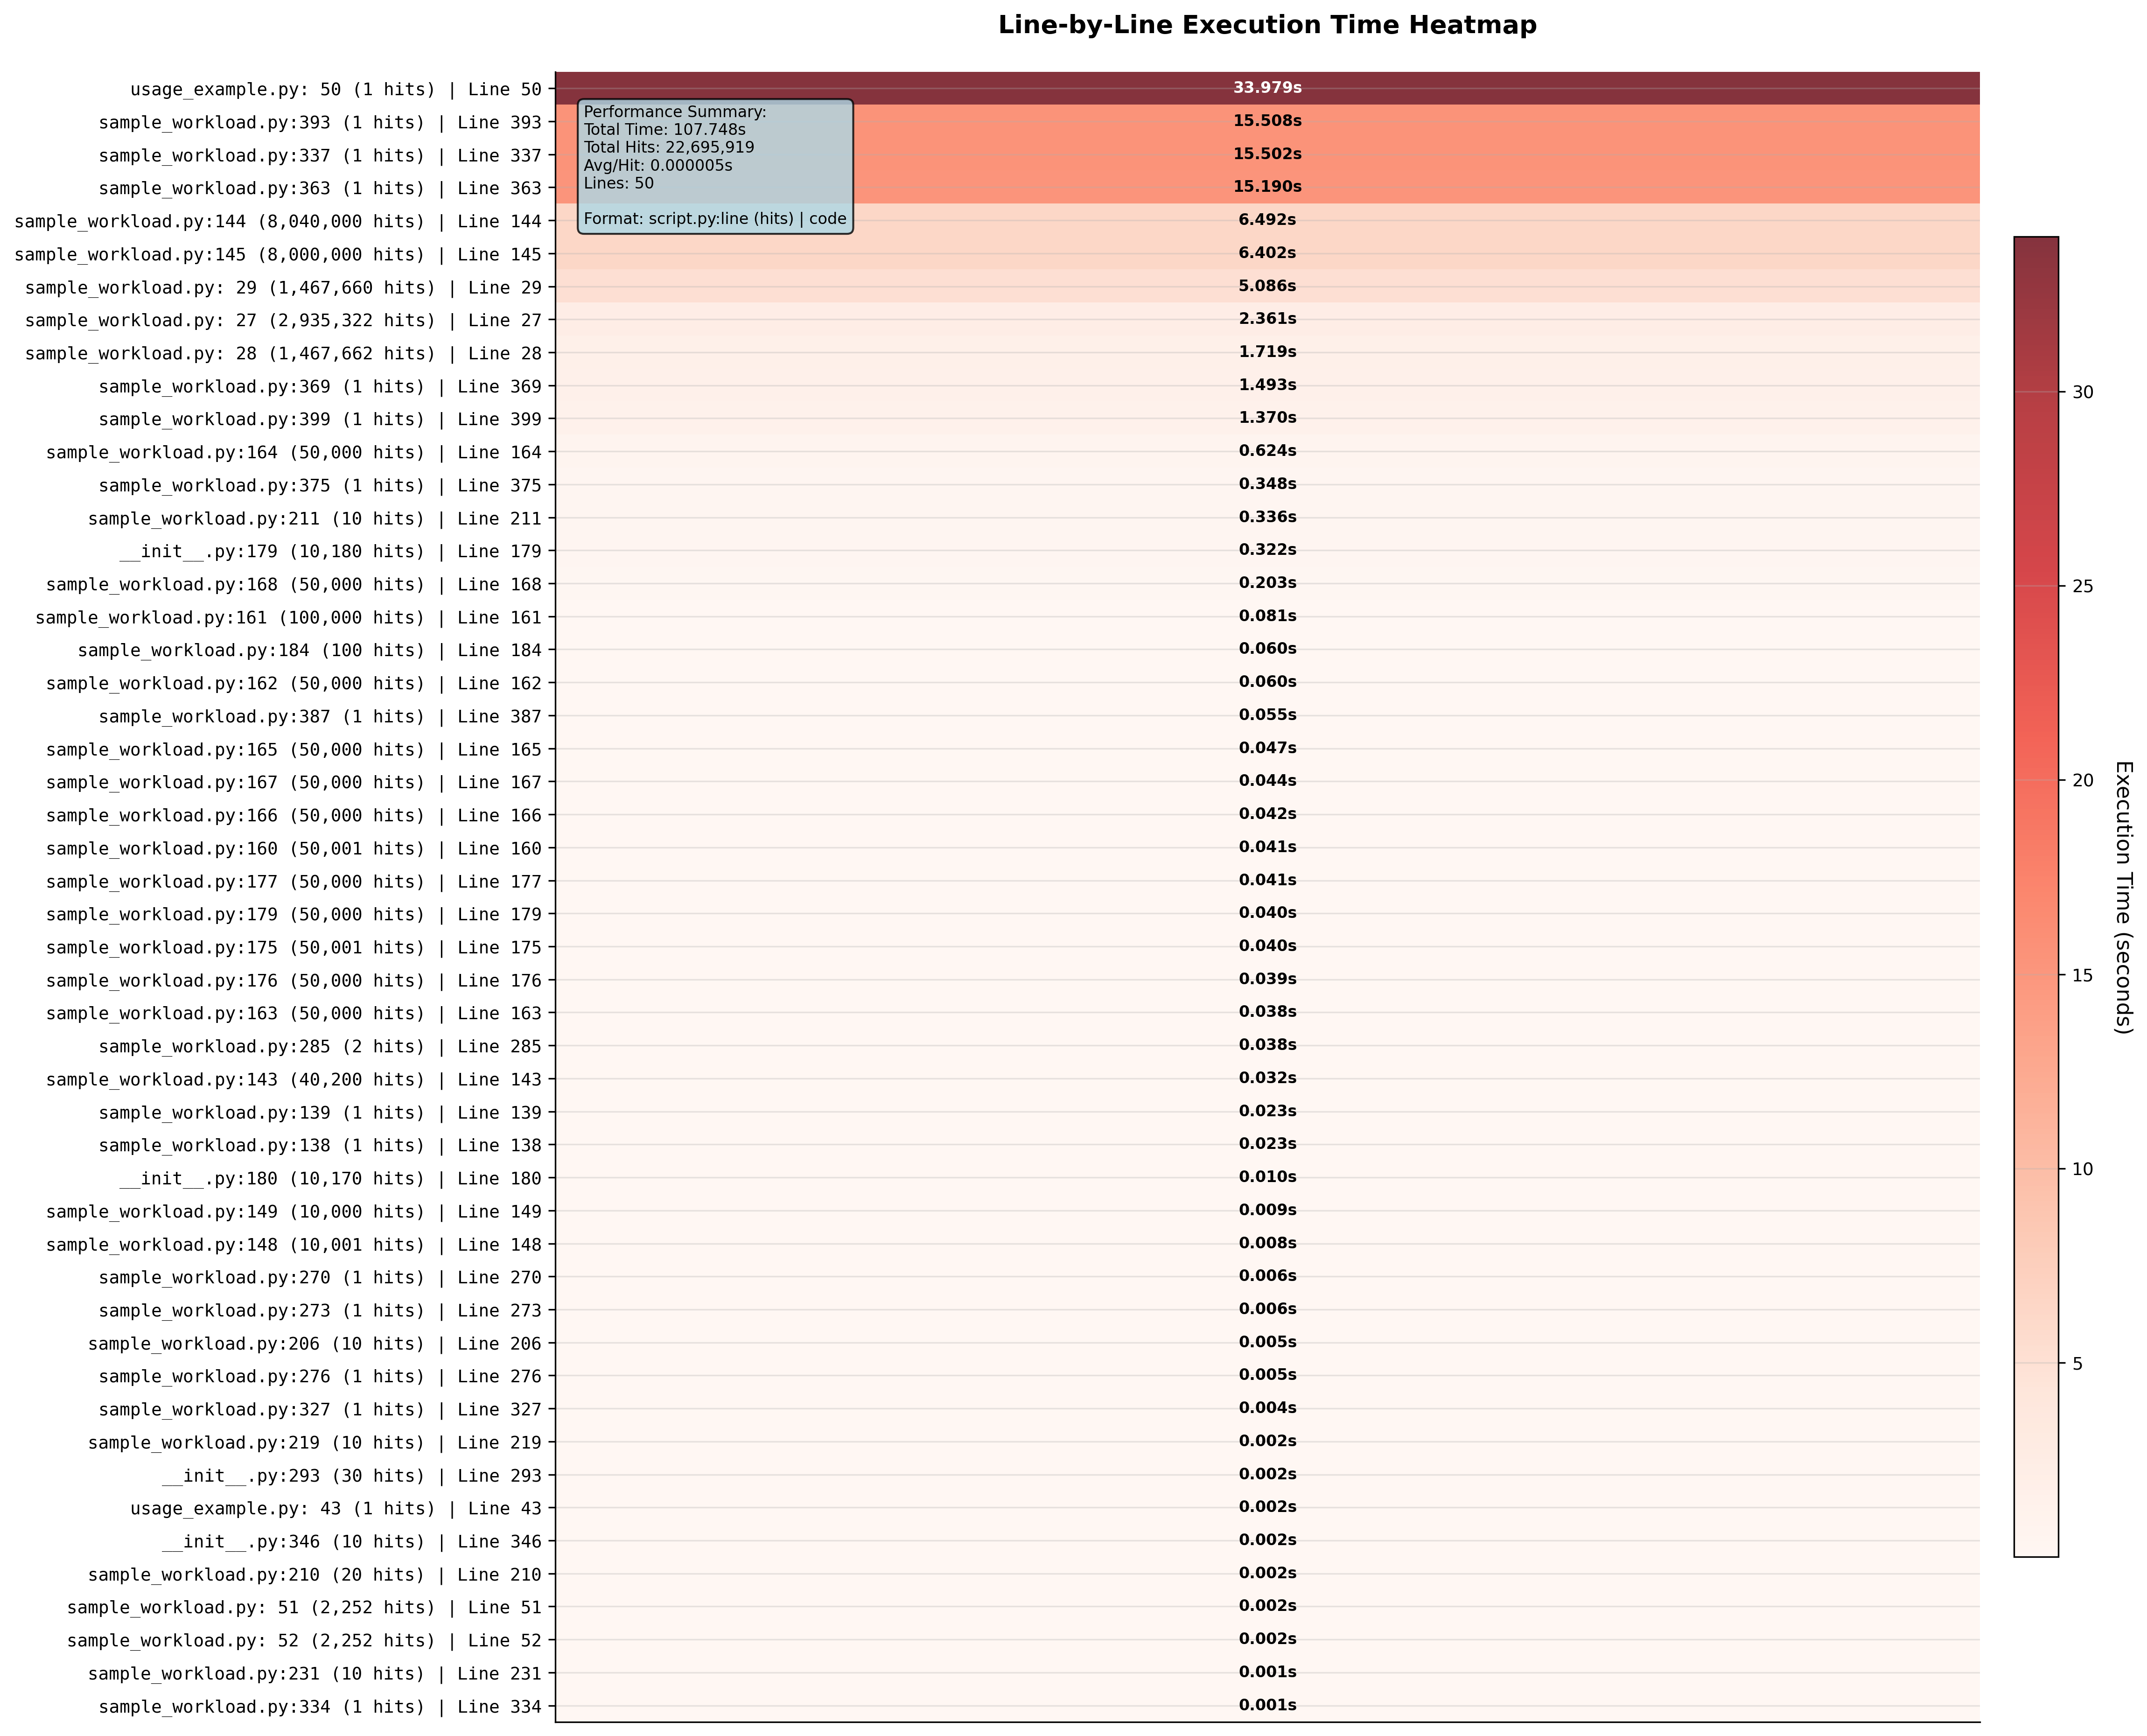 Line-by-Line Execution Time Heatmap
usage_example.py: 50 (1 hits) | Line 50
33.979s
sample_workload.py:393 (1 hits) | Line 393
15.508s
sample_workload.py:337 (1 hits) | Line 337
15.502s
sample_workload.py:363 (1 hits) | Line 363
15.190s
sample_workload.py:144 (8,040,000 hits) | Line 144
6.492s
Performance Summary:
Total Time: 107.748s
Total Hits: 22,695,919
Avg/Hit: 0.000005s
Lines: 50
Format: script.py:line (hits) | code
sample_workload.py:145 (8,000,000 hits) | Line 145
6.402s
sample_workload.py: 29 (1,467,660 hits) | Line 29
5.086s
sample_workload.py: 27 (2,935,322 hits) | Line 27
2.361s
sample_workload.py: 28 (1,467,662 hits) | Line 28
1.719s
sample_workload.py:369 (1 hits) | Line 369
1.493s
sample_workload.py:399 (1 hits) | Line 399
1.370s
sample_workload.py:164 (50,000 hits) | Line 164
0.624s
sample_workload.py:375 (1 hits) | Line 375
0.348s
sample_workload.py:211 (10 hits) | Line 211
0.336s
__init__.py:179 (10,180 hits) | Line 179
0.322s
sample_workload.py:168 (50,000 hits) | Line 168
0.203s
sample_workload.py:161 (100,000 hits) | Line 161
0.081s
sample_workload.py:184 (100 hits) | Line 184
0.060s
sample_workload.py:162 (50,000 hits) | Line 162
0.060s
sample_workload.py:387 (1 hits) | Line 387
0.055s
sample_workload.py:165 (50,000 hits) | Line 165
0.047s
sample_workload.py:167 (50,000 hits) | Line 167
0.044s
sample_workload.py:166 (50,000 hits) | Line 166
0.042s
sample_workload.py:160 (50,001 hits) | Line 160
0.041s
sample_workload.py:177 (50,000 hits) | Line 177
0.041s
sample_workload.py:179 (50,000 hits) | Line 179
0.040s
sample_workload.py:175 (50,001 hits) | Line 175
0.040s
sample_workload.py:176 (50,000 hits) | Line 176
0.039s
sample_workload.py:163 (50,000 hits) | Line 163
0.038s
sample_workload.py:285 (2 hits) | Line 285
0.038s
sample_workload.py:143 (40,200 hits) | Line 143
0.032s
sample_workload.py:139 (1 hits) | Line 139
0.023s
sample_workload.py:138 (1 hits) | Line 138
0.023s
__init__.py:180 (10,170 hits) | Line 180
0.010s
sample_workload.py:149 (10,000 hits) | Line 149
0.009s
sample_workload.py:148 (10,001 hits) | Line 148
0.008s
sample_workload.py:270 (1 hits) | Line 270
0.006s
sample_workload.py:273 (1 hits) | Line 273
0.006s
sample_workload.py:206 (10 hits) | Line 206
0.005s
sample_workload.py:276 (1 hits) | Line 276
0.005s
sample_workload.py:327 (1 hits) | Line 327
0.004s
sample_workload.py:219 (10 hits) | Line 219
0.002s
__init__.py:293 (30 hits) | Line 293
0.002s
usage_example.py: 43 (1 hits) | Line 43
0.002s
__init__.py:346 (10 hits) | Line 346
0.002s
sample_workload.py:210 (20 hits) | Line 210
0.002s
sample_workload.py: 51 (2,252 hits) | Line 51
0.002s
sample_workload.py: 52 (2,252 hits) | Line 52
0.002s
sample_workload.py:231 (10 hits) | Line 231
0.001s
sample_workload.py:334 (1 hits) | Line 334
0.001s
30
25
20
15
10
5
Execution Time (seconds)